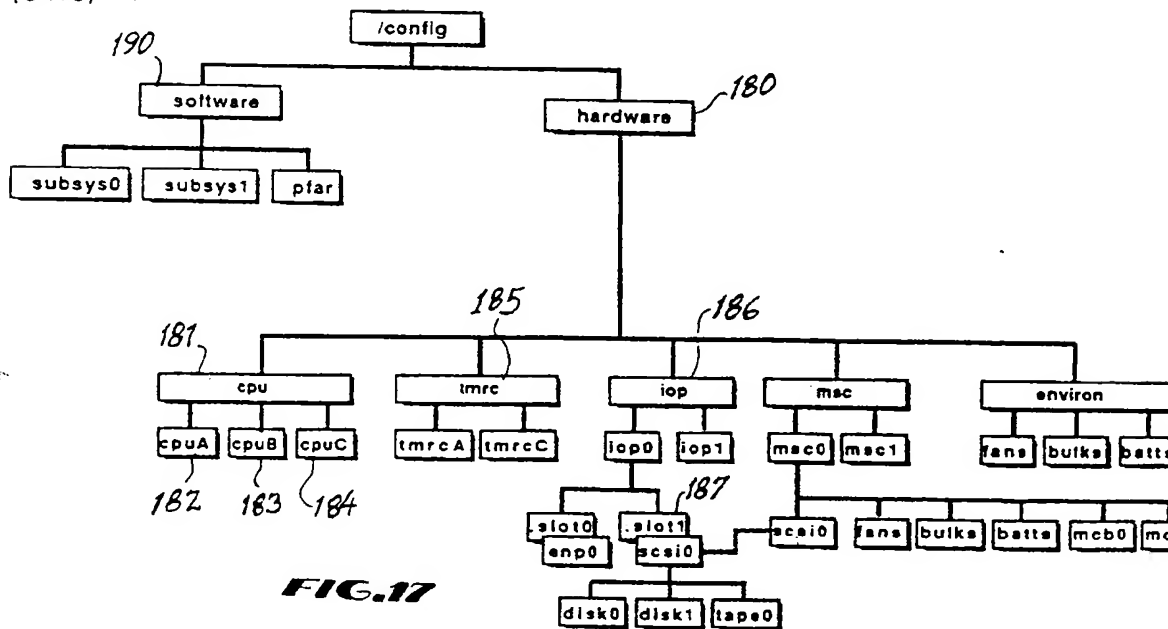 /config
190
software
hardware
180
subsys0 subsys1 pfar
185
186
181
cpu tmrc iop msc environ
cpuA cpuB cpuC tmrcA tmrcC iop0 iop1 msc0 msc1 fans bulks batts
182 183 184
187
.slot0 .slot1
enp0 scsi0 scsi0 fans bulks batts mcb0
FIG.17
disk0 disk1 tape0